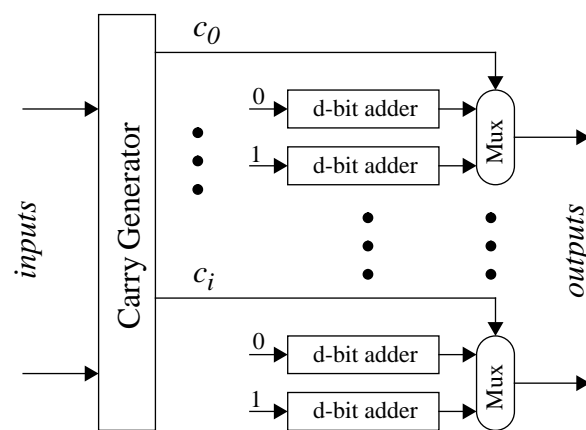 c0
0
d-bit adder
1
d-bit adder
Mux
inputs
Carry Generator
outputs
ci
0
d-bit adder
1
d-bit adder
Mux